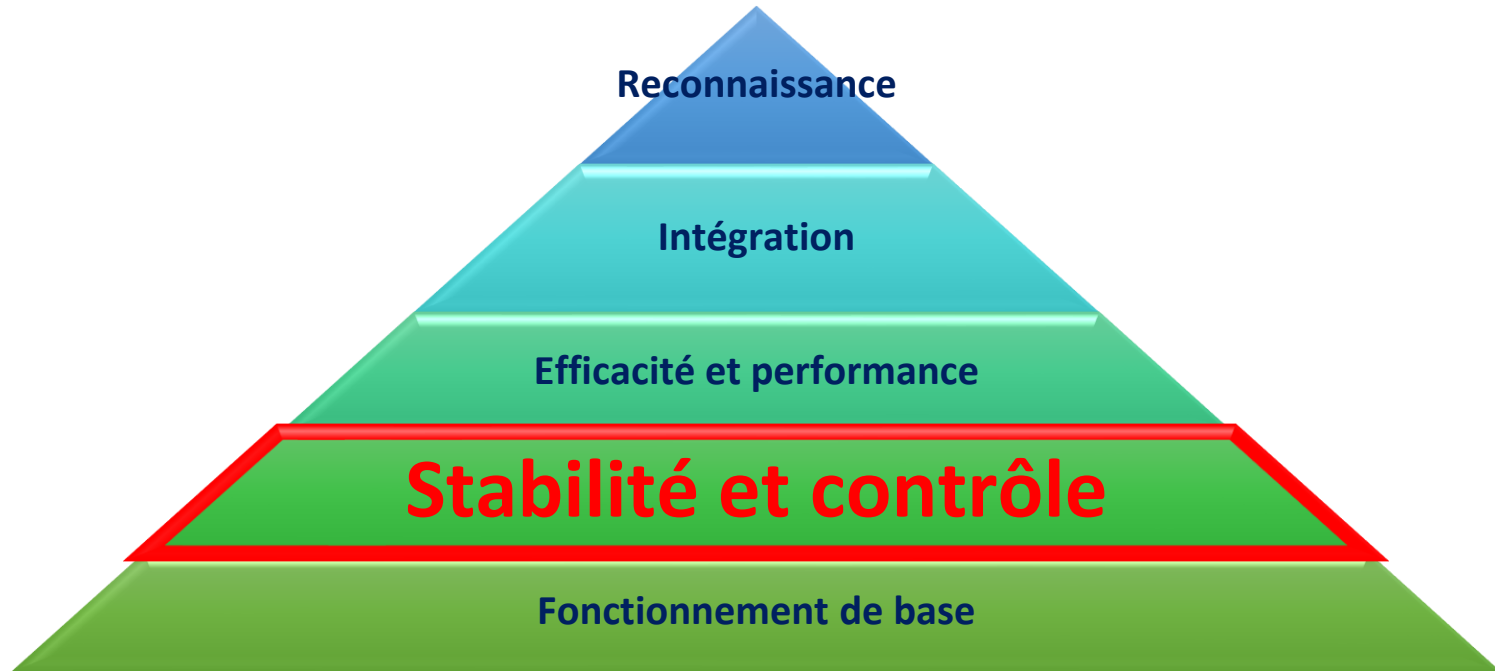 Reconnaissance
Intégration
Efficacité et performance
Stabilité et contrôle
Fonctionnement de base